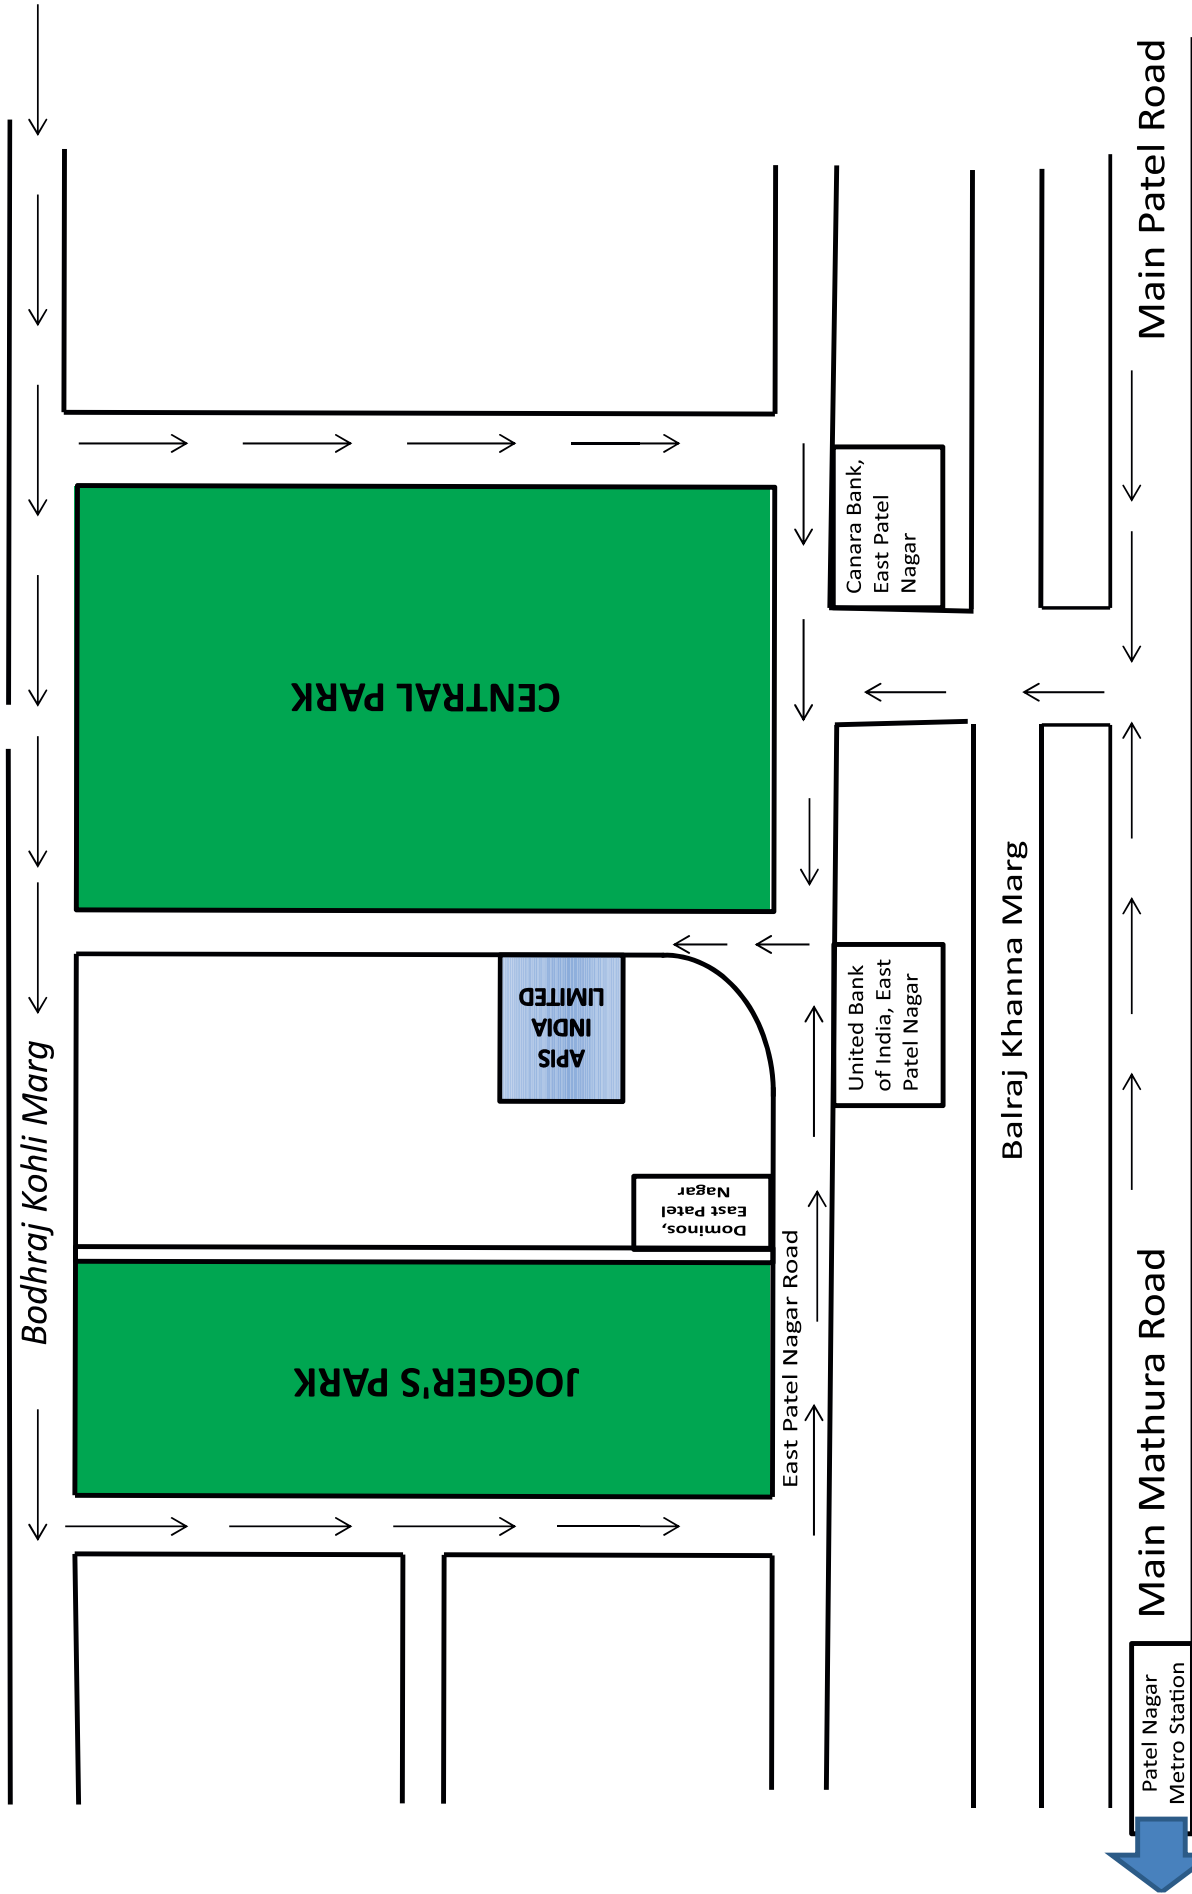 Main Patel Road
Canara Bank,
East Patel
Nagar
CENTRAL PARK
Bodhraj Kohli Marg
APIS
INDIA
LIMITED
United Bank
of India, East
Patel Nagar
Balraj Khanna Marg
Dominos,
East Patel
Nagar
East Patel Nagar Road
JOGGER'S PARK
Main Mathura Road
Patel Nagar
Metro Station